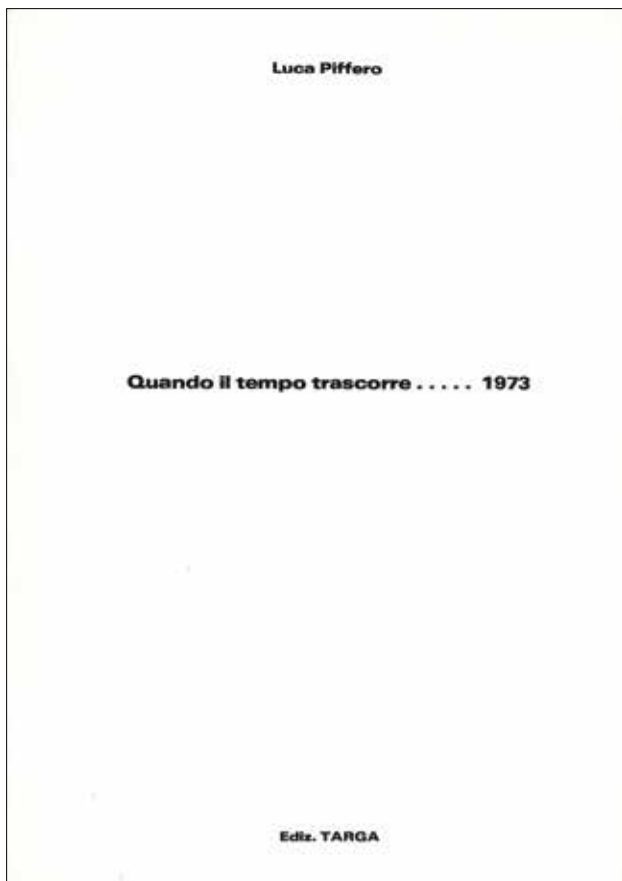 Luca Piffero
Quando il tempo trascorre ..... 1973
Ediz. TARGA